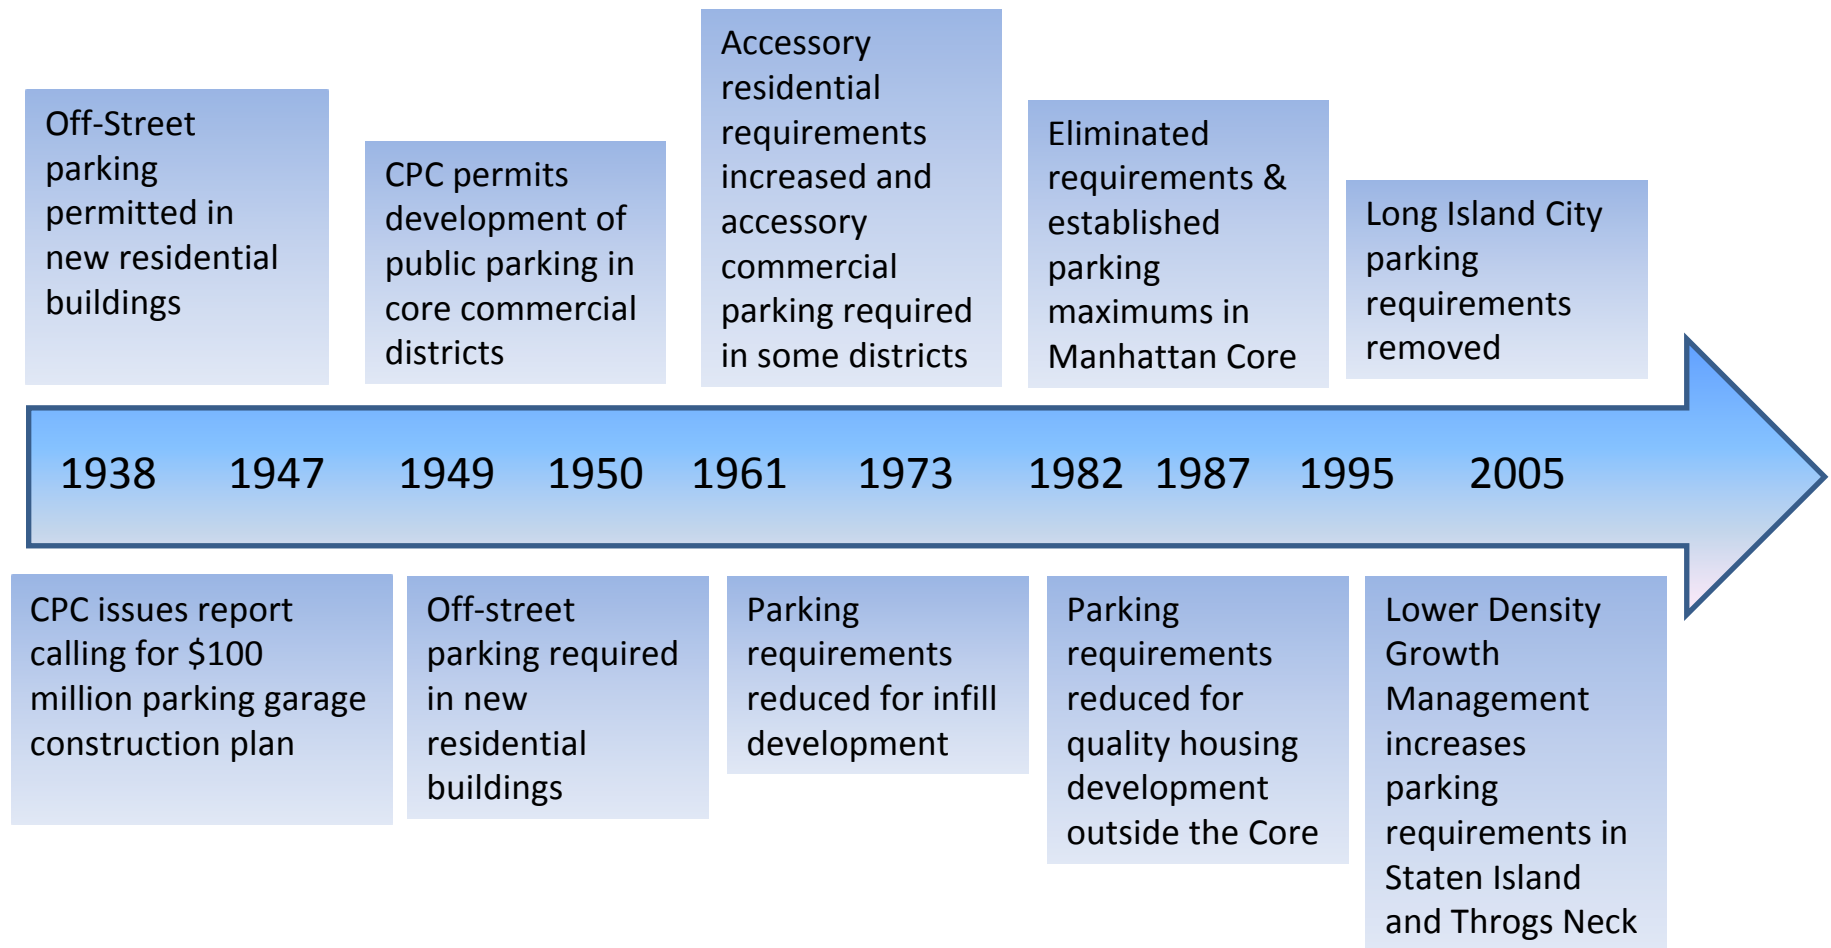 Off-Street
parking
permitted in
new residential
buildings
CPC permits
development of
public parking in
core commercial
districts
Accessory
residential
requirements
increased and
accessory
commercial
parking required
in some districts
Eliminated
requirements &
established
parking
maximums in
Manhattan Core
Long Island City
parking
requirements
removed
1938 1947 1949 1950 1961 1973 1982 1987 1995 2005
CPC issues report
calling for $100
million parking garage
construction plan
Off-street
parking required
in new
residential
buildings
Parking
requirements
reduced for infill
development
Parking
requirements
reduced for
quality housing
development
outside the Core
Lower Density
Growth
Management
increases
parking
requirements in
Staten Island
and Throgs Neck